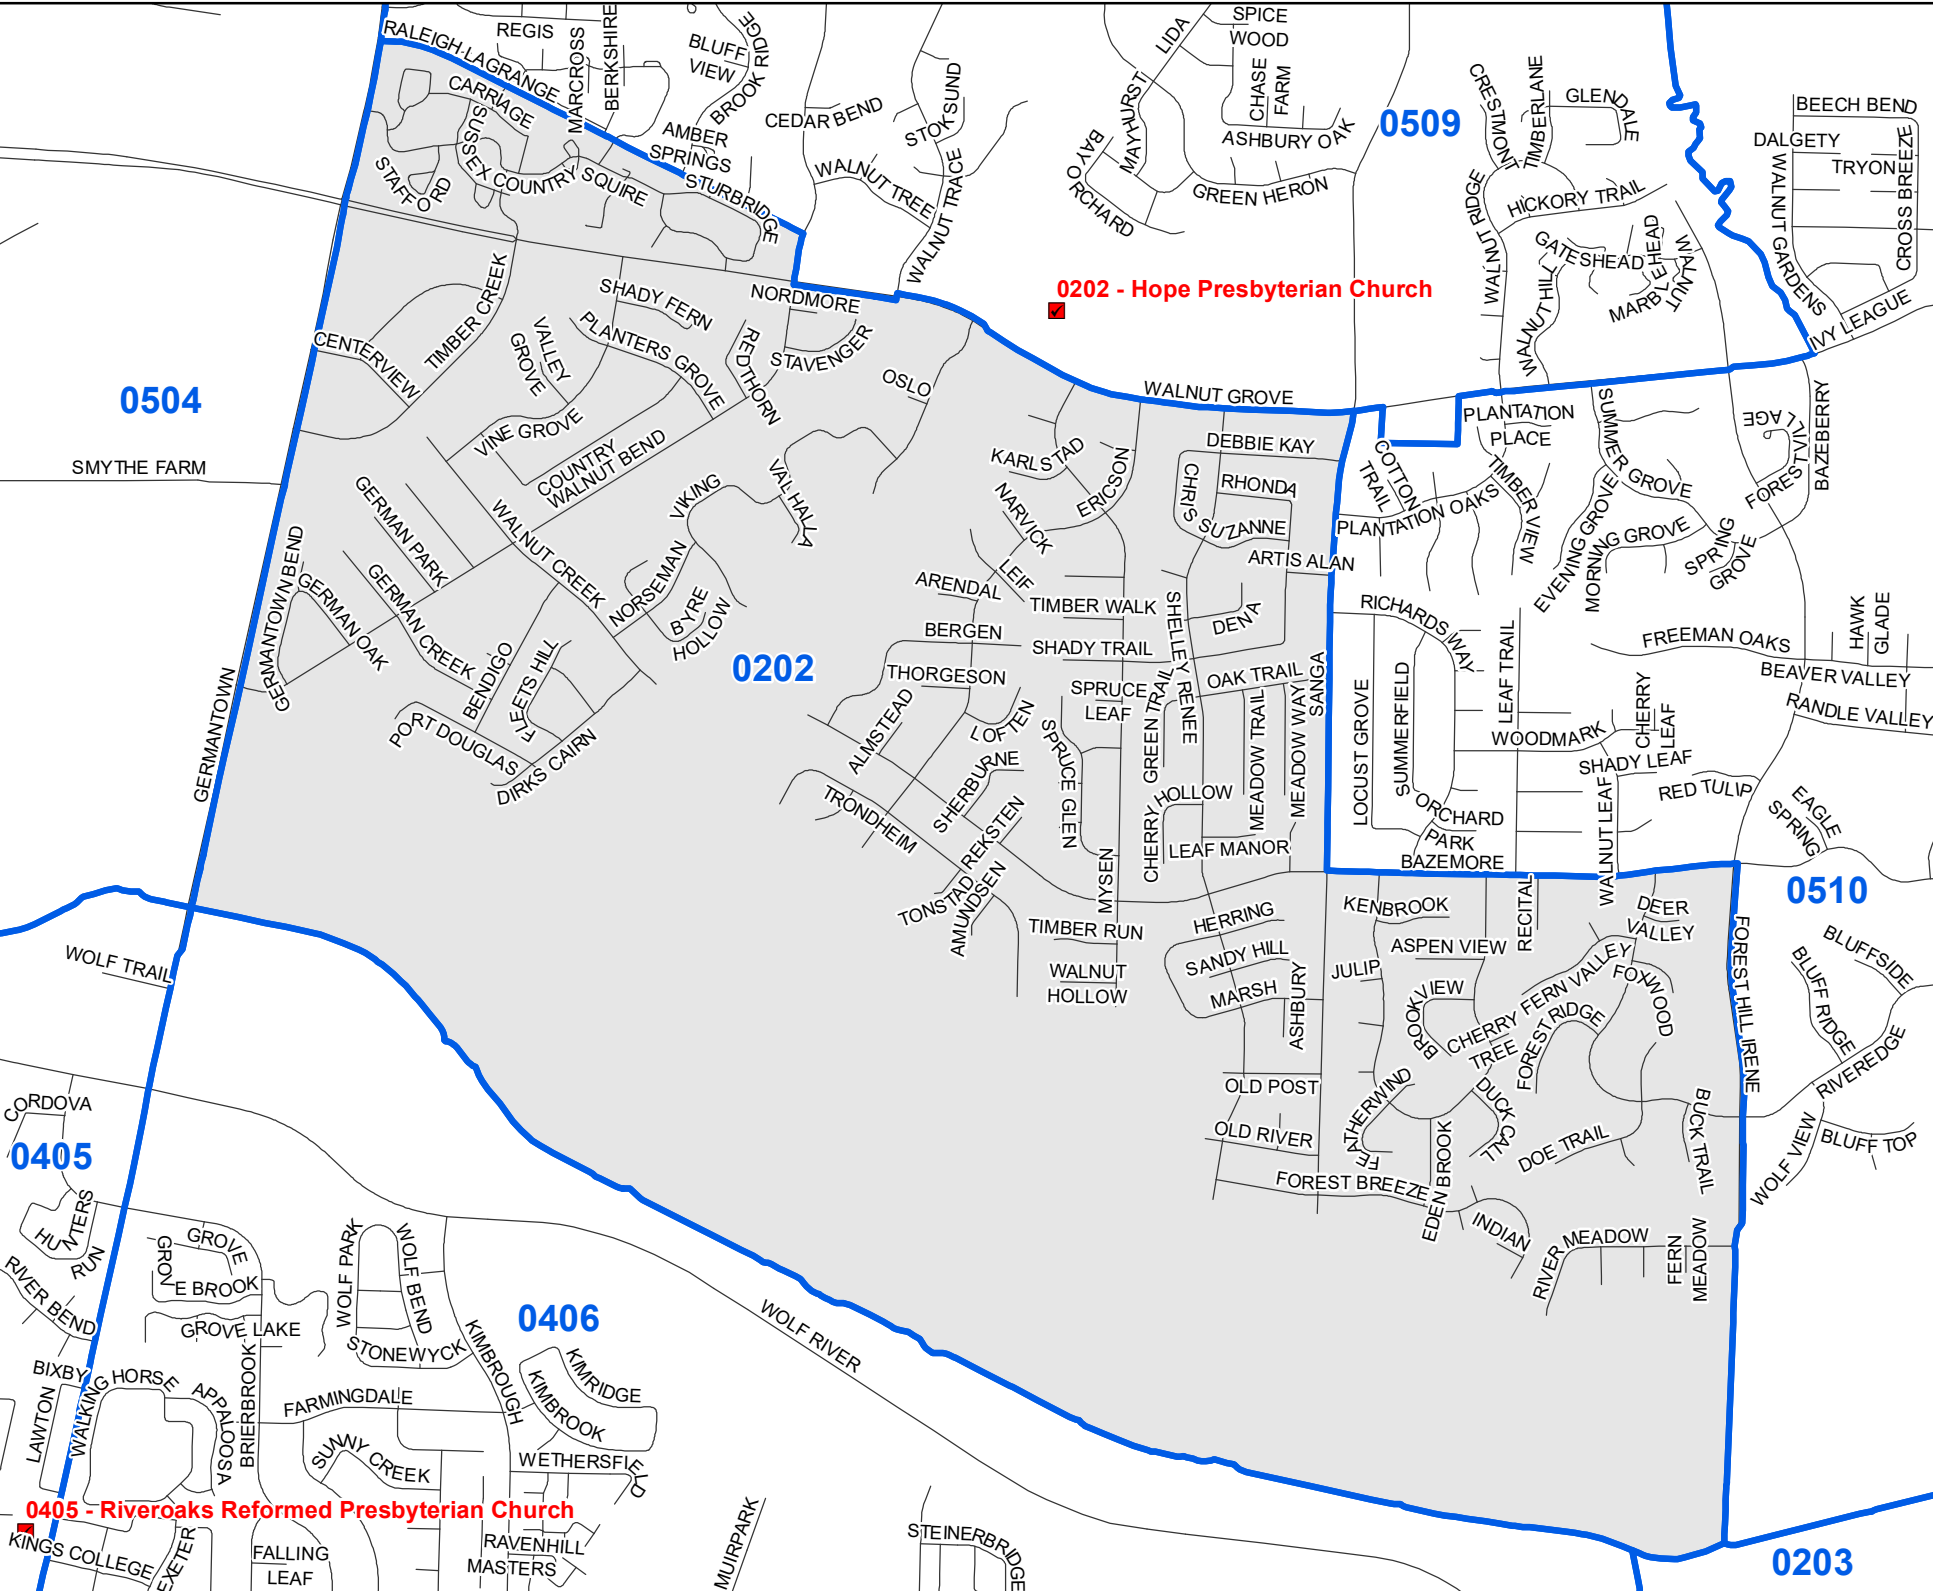 REGIS
RALEIGH-LAGRANGE
MARCROSS
BERKSHIRE
BLUFF
VIEW
BROOK RIDGE
CARRIAGE
SUSSEX
STAFFORD
COUNTRY SQUIRE
AMBER
SPRINGS
STURBRIDGE
CEDAR BEND
STOKSUND
WALNUT TREE
WALNUT TRACE
LIDA
SPICE
WOOD
CHASE
FARM
MAYHURST
ASHBURY OAK
BAY ORCHARD
GREEN HERON
0509
CRESTMONT
TIMBERLANE
GLENDALE
WALNUT RIDGE
HICKORY TRAIL
GATESHEAD
MARBLEHEAD
WALNUT
WALNUT HILL
BEECH BEND
DALGETY
TRYON
WALNUT GARDENS
CROSS BREEZE
IVY LEAGUE
0202 - Hope Presbyterian Church
TIMBER CREEK
CENTERVIEW
SHADY FERN
NORDMORE
PLANTERS GROVE
VALLEY
GROVE
REDTHORN
STAVENGER
OSLO
WALNUT GROVE
0504
SMYTHE FARM
VINE GROVE
COUNTRY
WALNUT BEND
GERMAN PARK
WALNUT CREEK
VIKING
VALHALLA
KARLSTAD
ERICSON
NARVICK
DEBBIE KAY
CHRIS
RHONDA
SUZANNE
ARTIS ALAN
PLANTATION
PLACE
COTTON
TRAIL
PLANTATION OAKS
TIMBER VIEW
SUMMER GROVE
EVENING GROVE
MORNING GROVE
SPRING
GROVE
FOREST VILLAGE
BAZEBERRY
GERMANTOWN BEND
GERMAN OAK
GERMAN CREEK
BENDIGO
FLEETS HILL
PORT DOUGLAS
DIRKS CAIRN
NORSEMAN
BYRE
HOLLOW
0202
LEIF
ARENDAL
BERGEN
THORGESON
TIMBER WALK
SHADY TRAIL
SHELLEY RENEE
DENA
OAK TRAIL
SANGA
SPRUCE
LEAF
GREEN TRAIL
MEADOW TRAIL
MEADOW WAY
ALMSTEAD
LOFTEN
SPRUCE GLEN
SHERBURNE
TRONDHEIM
REKSTEN
TONSTAD
AMUNDSEN
MYSEN
CHERRY HOLLOW
LEAF MANOR
RICHARDS WAY
LOCUST GROVE
SUMMERFIELD
LEAF TRAIL
ORCHARD
PARK
BAZEMORE
FREEMAN OAKS
HAWK
GLADE
BEAVER VALLEY
RANDLE VALLEY
CHERRY
LEAF
WOODMARK
SHADY LEAF
WALNUT LEAF
RED TULIP
EAGLE
SPRING
0510
GERMANTOWN
WOLF TRAIL
TIMBER RUN
WALNUT
HOLLOW
HERRING
SANDY HILL
MARSH
ASHBURY
JULIP
KENBROOK
ASPEN VIEW
RECITAL
DEER
VALLEY
FERN VALLEY
FOXWOOD
BROOKVIEW
CHERRY
TREE
FOREST RIDGE
FOREST HILL IRENE
BLUFFSIDE
BLUFF RIDGE
RIVEREDGE
WOLF VIEW
BLUFF TOP
OLD POST
OLD RIVER
FEATHERWIND
DUCK CALL
EDEN BROOK
DOE TRAIL
BUCK TRAIL
FOREST BREEZE
INDIAN
RIVER MEADOW
FERN
MEADOW
CORDOVA
0405
HUNTERS
RUN
RIVER BEND
GROVE
GROVE BROOK
GROVE LAKE
WOLF PARK
WOLF BEND
STONEWYCK
KIMBROUGH
0406
WOLF RIVER
KIMRIDGE
KIMBROOK
BIXBY
LAWTON
WALKING HORSE
APPALOOSA
BRIERBROOK
FARMINGDALE
SUNNY CREEK
WETHERSFIELD
0405 - Riveroaks Reformed Presbyterian Church
KINGS COLLEGE
EXETER
FALLING
LEAF
RAVENHILL
MASTERS
MUIRPARK
STEINERBRIDGE
0203